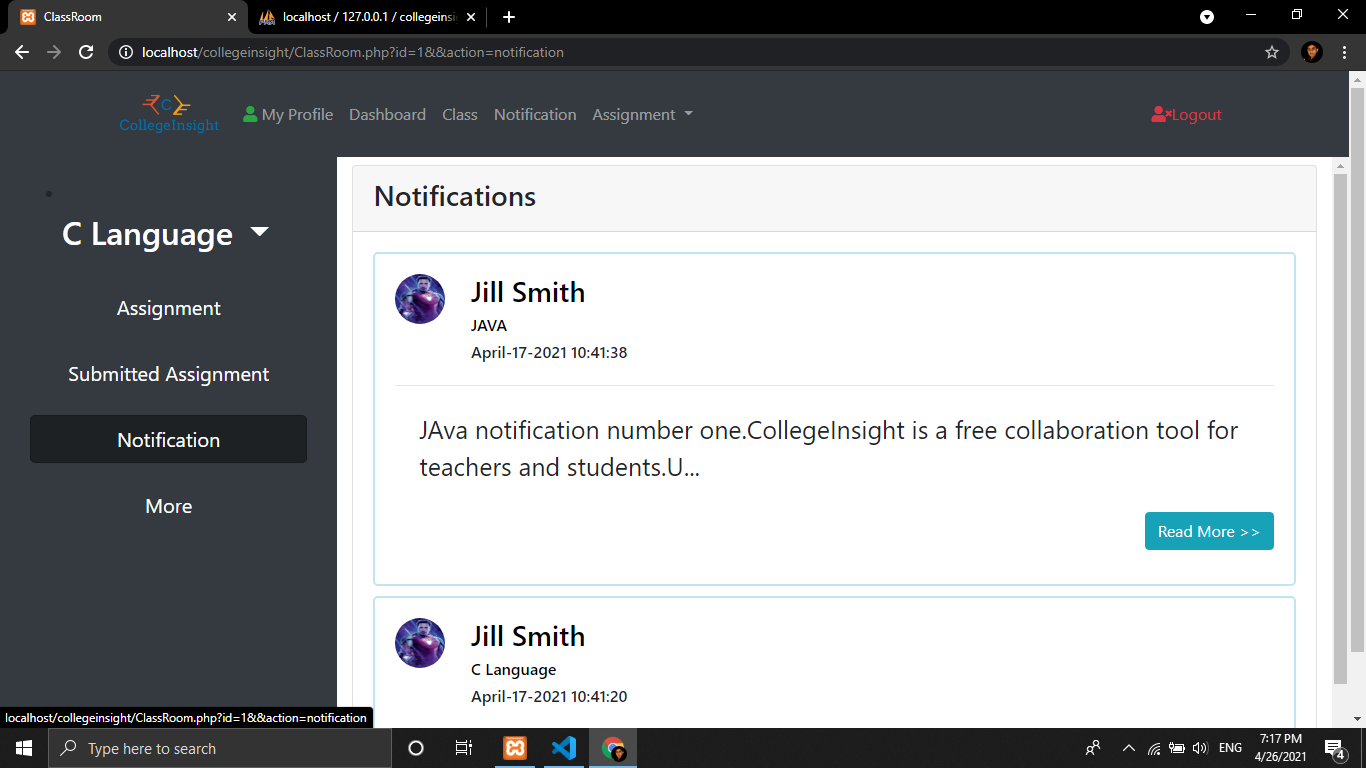 ClassRoom
localhost / 127.0.0.1 / collegeinsi
localhost/collegeinsight/ClassRoom.php?id=1&&action=notification
C
CollegeInsight
My Profile
Dashboard
Class
Notification
Assignment
Logout
C Language
Assignment
Submitted Assignment
Notification
More
Notifications
Jill Smith
JAVA
April-17-2021 10:41:38
JAva notification number one.CollegeInsight is a free collaboration tool for
teachers and students.U...
Read More >>
Jill Smith
C Language
April-17-2021 10:41:20
localhost/collegeinsight/ClassRoom.php?id=1&&action=notification
Type here to search
ENG
7:17 PM
4/26/2021
4